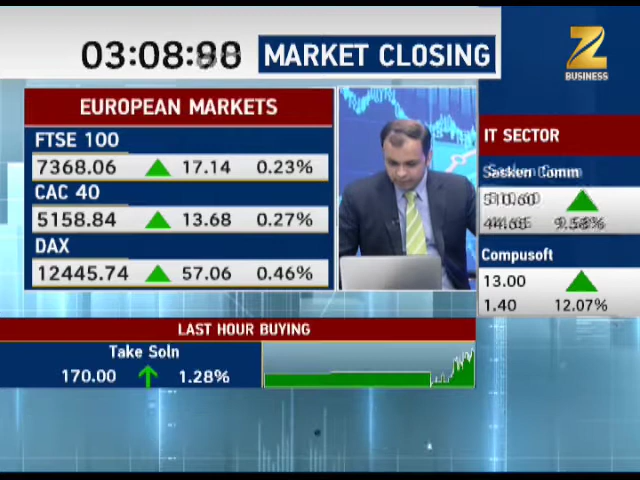 MARKET CLOSING
Z
BUSINESS
EUROPEAN MARKETS
FTSE 100
7368.06 17.14 0.23%
CAC 40
5158.84 13.68 0.27%
DAX
12445.74 57.06 0.46%
IT SECTOR
Sasken Comm
Compusoft
13.00
1.40 12.07%
LAST HOUR BUYING
Take Soln
170.00 1.28%